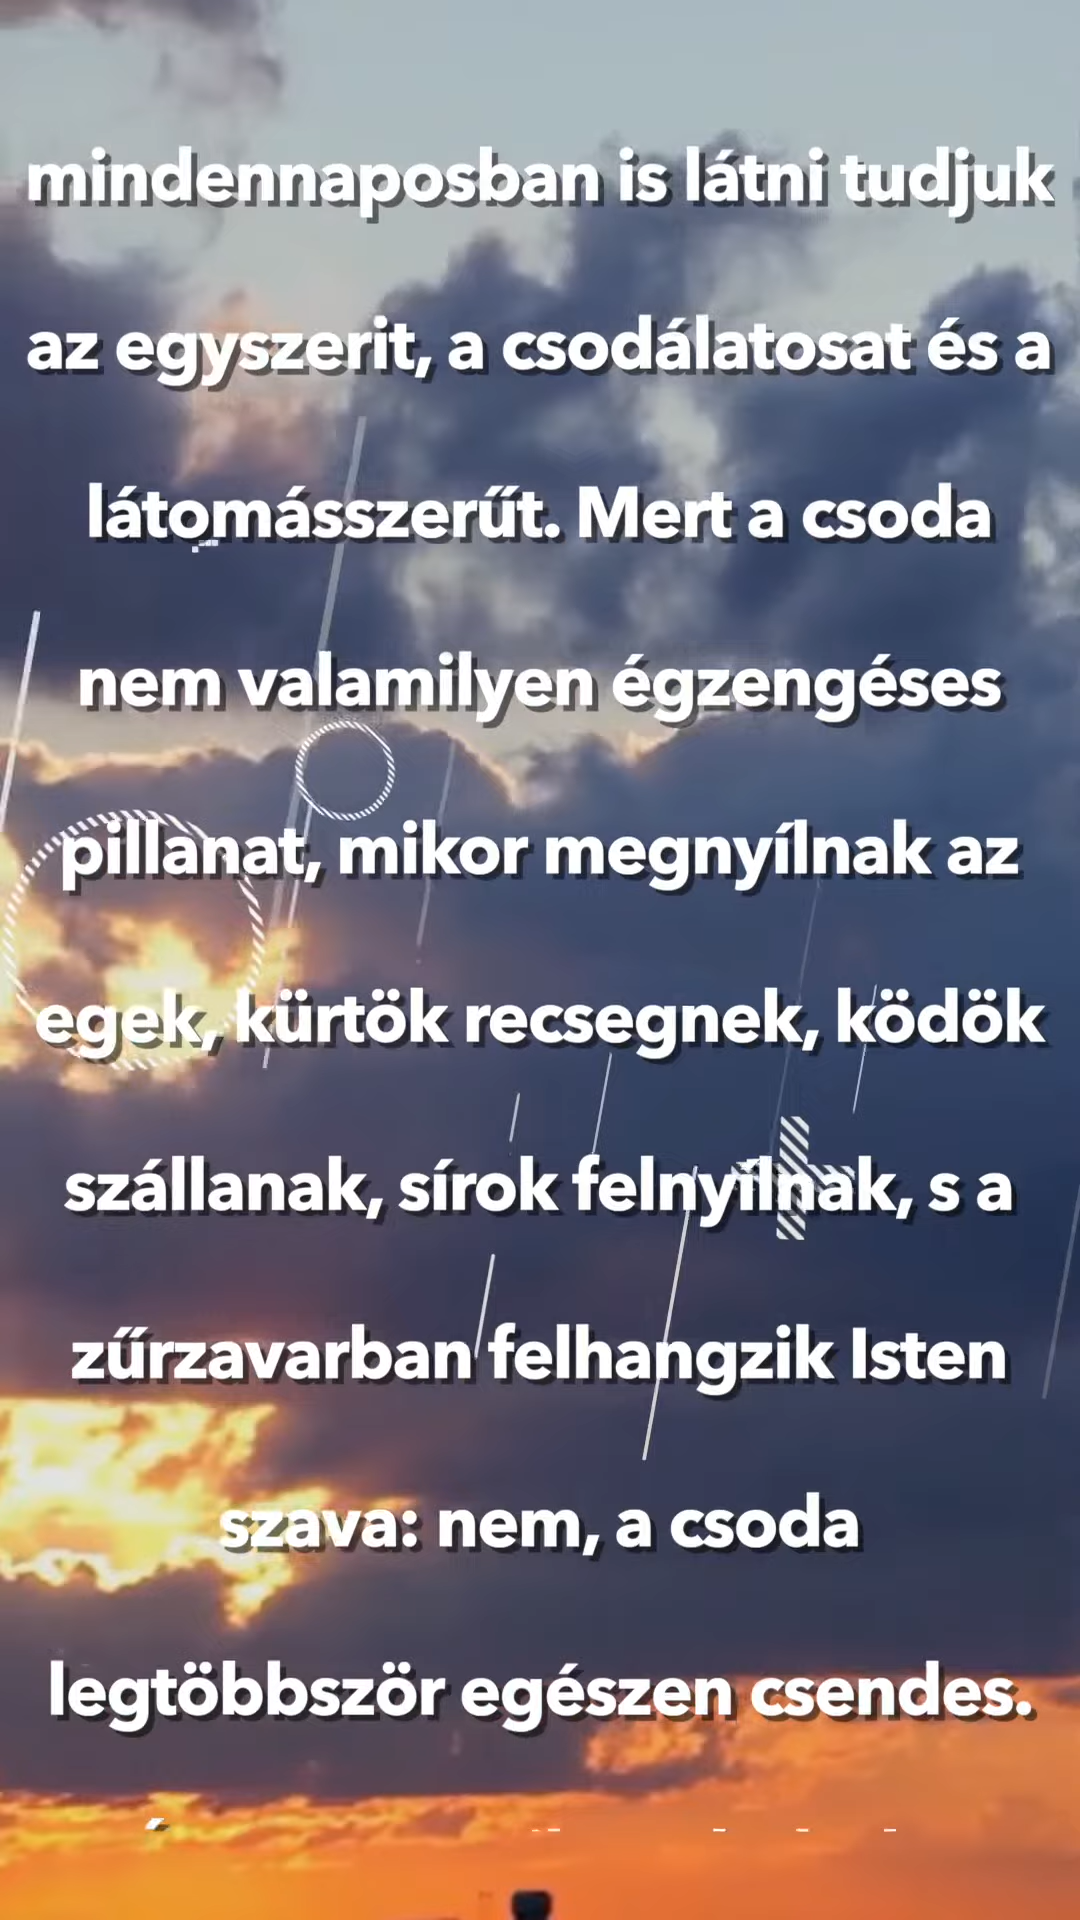 mindennaposban is látni tudjuk
az egyszerit, a csodálatosat és a
látomásszerűt. Mert a csoda
nem valamilyen égzengéses
pillanat, mikor megnyílnak az
egek, kürtök recsegnek, ködök
szállanak, sírok felnyílnak, s a
zűrzavarban felhangzik Isten
szava: nem, a csoda
legtöbbször egészen csendes.